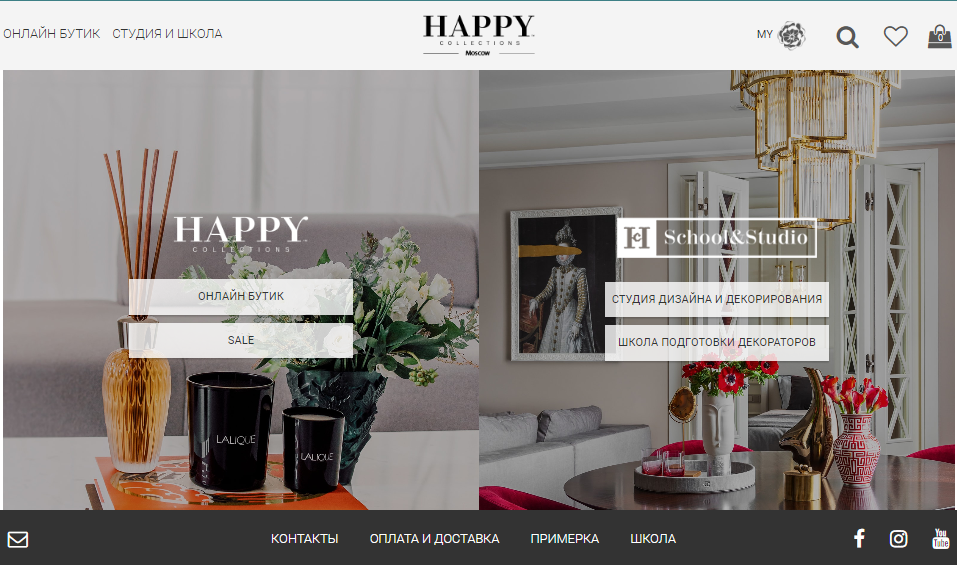 ОНЛАЙН БУТИК СТУДИЯ И ШКОЛА
HAPPY
COLLECTIONS
Moscow
MY
0
HAPPY
COLLECTIONS
ОНЛАЙН БУТИК
SALE
LALIQUE
LALIQUE
HC School&Studio
СТУДИЯ ДИЗАЙНА И ДЕКОРИРОВАНИЯ
ШКОЛА ПОДГОТОВКИ ДЕКОРАТОРОВ
КОНТАКТЫ ОПЛАТА И ДОСТАВКА ПРИМЕРКА ШКОЛА
You
Tube